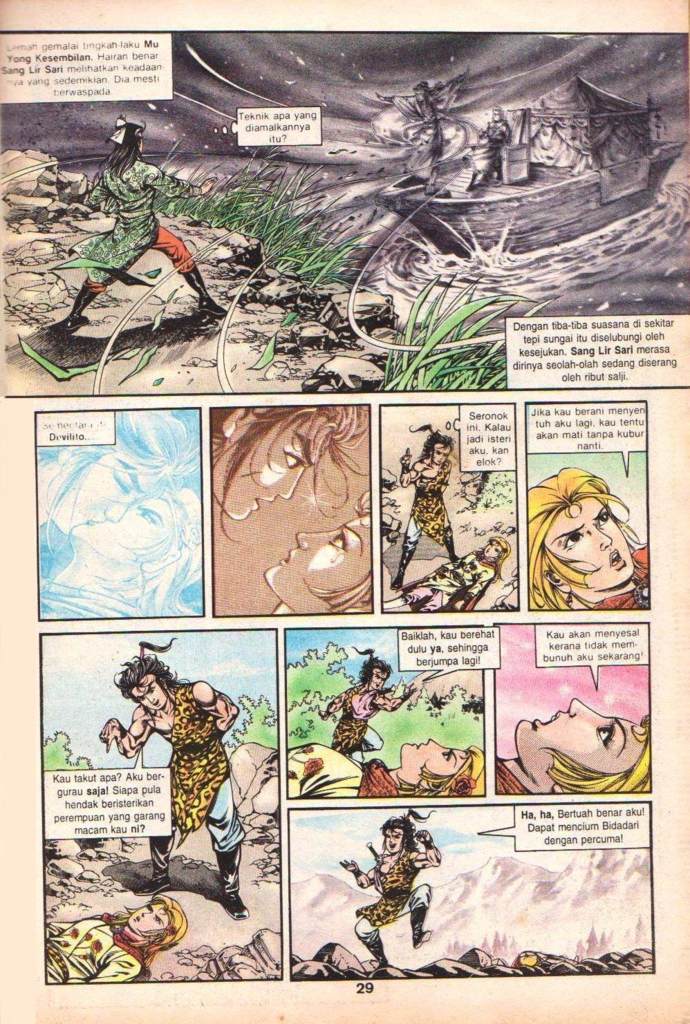 Lemah gemalai tingkah-laku Mu
Yong Kesembilan. Hairan benar
Sang Lir Sari melihatkan keadaan-
nya yang sedemikian. Dia mesti
berwaspada.
Teknik apa yang
diamalkannya
itu?
Dengan tiba-tiba suasana di sekitar
tepi sungai itu diselubungi oleh
kesejukan. Sang Lir Sari merasa
dirinya seolah-olah sedang diserang
oleh ribut salji.
Sementara di
Devilito...
Seronok
ini. Kalau
jadi isteri
aku, kan
elok?
Jika kau berani menyen
tuh aku lagi, kau tentu
akan mati tanpa kubur
nanti.
Kau takut apa? Aku ber-
gurau saja! Siapa pula
hendak beristerikan
perempuan yang garang
macam kau ni?
Baiklah, kau berehat
dulu ya, sehingga
berjumpa lagi!
Kau akan menyesal
kerana tidak mem-
bunuh aku sekarang!
Ha, ha, Bertuah benar aku!
Dapat mencium Bidadari
dengan percuma!
29